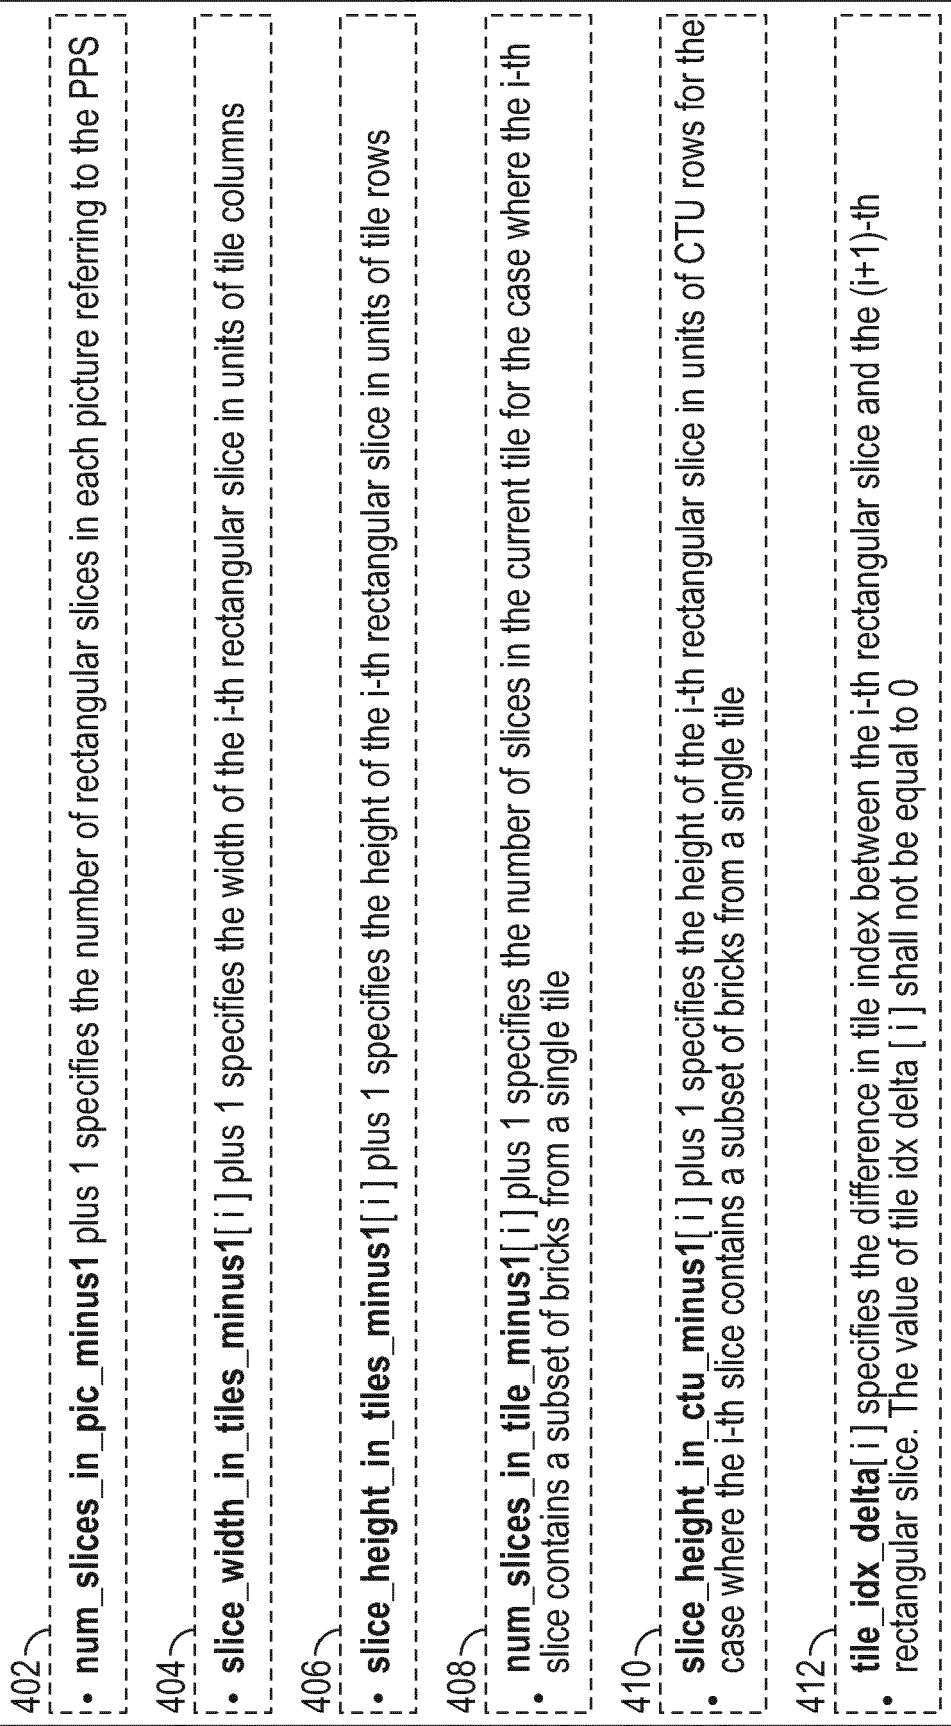 402
• num_slices_in_pic_minus1 plus 1 specifies the number of rectangular slices in each picture referring to the PPS
404
• slice_width_in_tiles_minus1[ i ] plus 1 specifies the width of the i-th rectangular slice in units of tile columns
406
• slice_height_in_tiles_minus1[ i ] plus 1 specifies the height of the i-th rectangular slice in units of tile rows
408
• num_slices_in_tile_minus1[ i ] plus 1 specifies the number of slices in the current tile for the case where the i-th
slice contains a subset of bricks from a single tile
410
• slice_height_in_ctu_minus1[ i ] plus 1 specifies the height of the i-th rectangular slice in units of CTU rows for the
case where the i-th slice contains a subset of bricks from a single tile
412
• tile_idx_delta[ i ] specifies the difference in tile index between the i-th rectangular slice and the (i+1)-th
rectangular slice. The value of tile idx delta [ i ] shall not be equal to 0